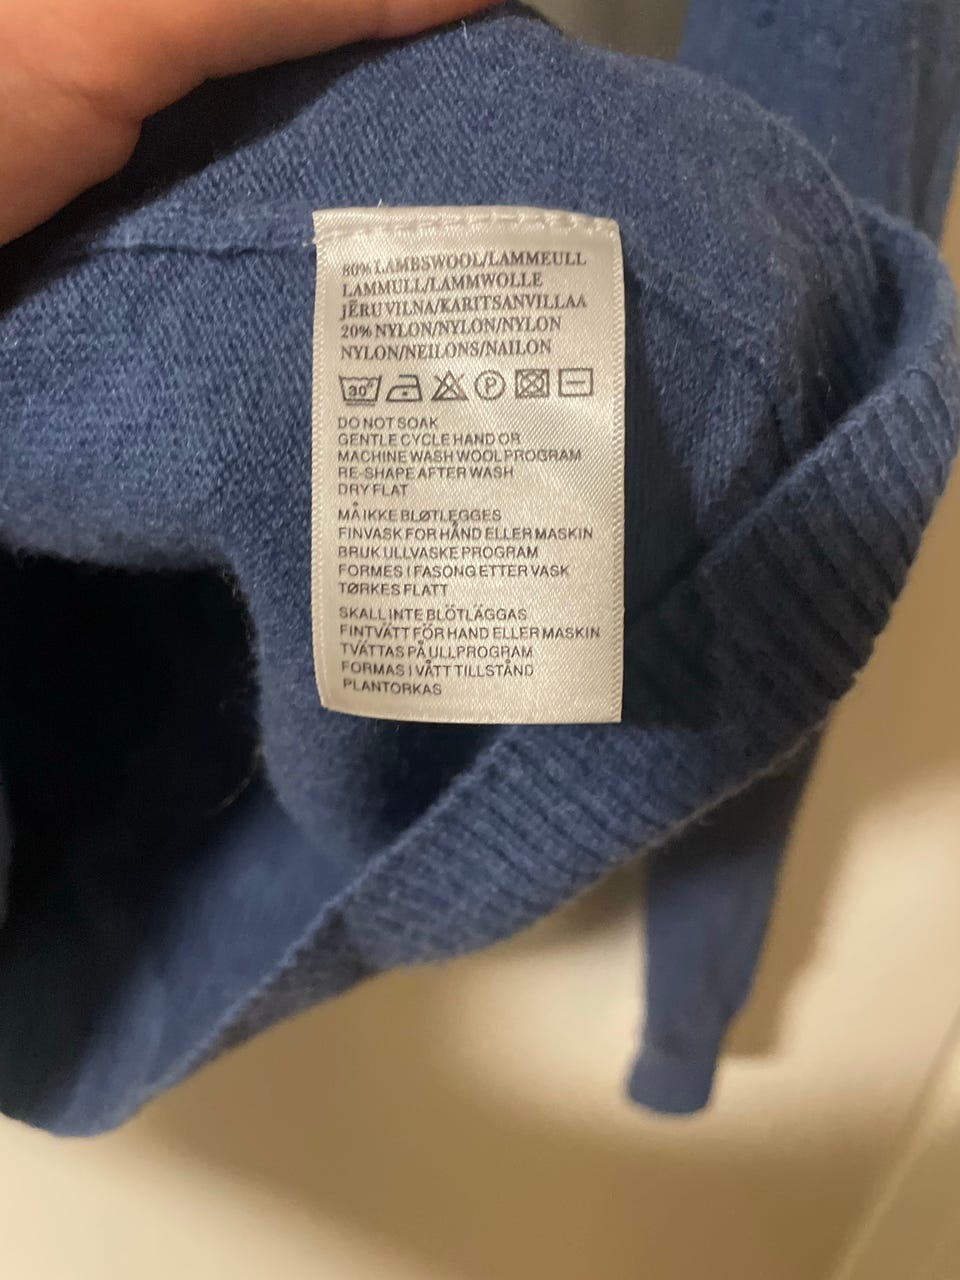 80% LAMBSWOOL/LAMMEULL
LAMMULL/LAMMWOLLE
JĒRU VILNA/KARITSANVILLAA
20% NYLON/NYLON/NYLON
NYLON/NEILONS/NAILON
30° P
DO NOT SOAK
GENTLE CYCLE HAND OR
MACHINE WASH WOOL PROGRAM
RE-SHAPE AFTER WASH
DRY FLAT
MÅ IKKE BLØTLEGGES
FINVASK FOR HÅND ELLER MASKIN
BRUK ULLVASKEPROGRAM
FORMES I FASONG ETTER VASK
TØRKES FLATT
SKALL INTE BLÖTLÄGGAS
FINTVÄTT FÖR HAND ELLER MASKIN
TVÄTTAS PÅ ULLPROGRAM
FORMAS I VÅTT TILLSTÅND
PLANTORKAS